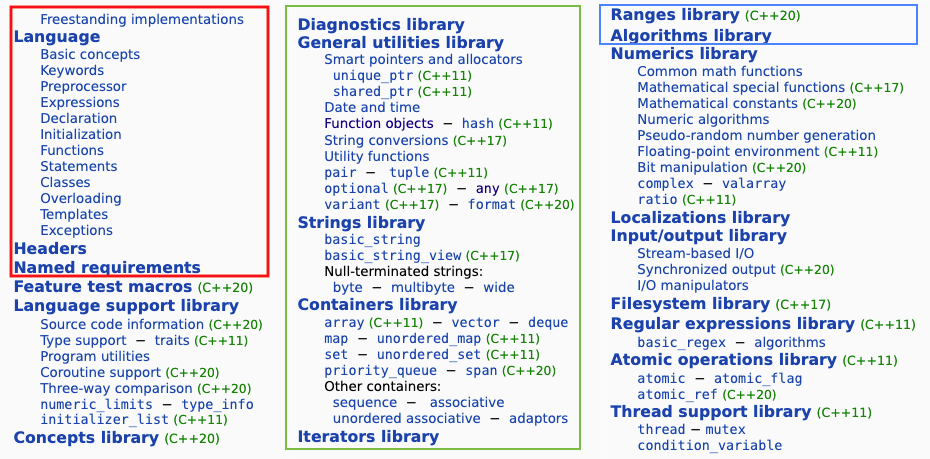 Freestanding implementations
Language
Basic concepts
Keywords
Preprocessor
Expressions
Declaration
Initialization
Functions
Statements
Classes
Overloading
Templates
Exceptions
Headers
Named requirements
Feature test macros (C++20)
Language support library
Source code information (C++20)
Type support − traits (C++11)
Program utilities
Coroutine support (C++20)
Three-way comparison (C++20)
numeric_limits − type_info
initializer_list (C++11)
Concepts library (C++20)
Diagnostics library
General utilities library
Smart pointers and allocators
unique_ptr (C++11)
shared_ptr (C++11)
Date and time
Function objects − hash (C++11)
String conversions (C++17)
Utility functions
pair − tuple (C++11)
optional (C++17) − any (C++17)
variant (C++17) − format (C++20)
Strings library
basic_string
basic_string_view (C++17)
Null-terminated strings:
byte − multibyte − wide
Containers library
array (C++11) − vector − deque
map − unordered_map (C++11)
set − unordered_set (C++11)
priority_queue − span (C++20)
Other containers:
sequence − associative
unordered associative − adaptors
Iterators library
Ranges library (C++20)
Algorithms library
Numerics library
Common math functions
Mathematical special functions (C++17)
Mathematical constants (C++20)
Numeric algorithms
Pseudo-random number generation
Floating-point environment (C++11)
Bit manipulation (C++20)
complex − valarray
ratio (C++11)
Localizations library
Input/output library
Stream-based I/O
Synchronized output (C++20)
I/O manipulators
Filesystem library (C++17)
Regular expressions library (C++11)
basic_regex − algorithms
Atomic operations library (C++11)
atomic − atomic_flag
atomic_ref (C++20)
Thread support library (C++11)
thread − mutex
condition_variable